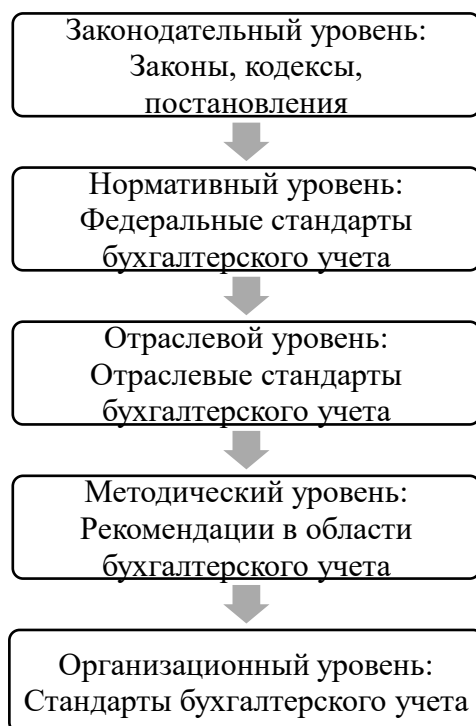 Законодательный уровень:
Законы, кодексы,
постановления
Нормативный уровень:
Федеральные стандарты
бухгалтерского учета
Отраслевой уровень:
Отраслевые стандарты
бухгалтерского учета
Методический уровень:
Рекомендации в области
бухгалтерского учета
Организационный уровень:
Стандарты бухгалтерского учета